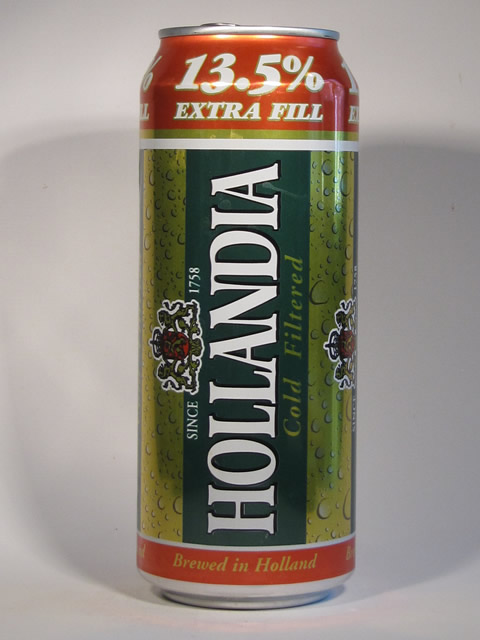 13.5%
EXTRA FILL
HOLLANDIA
Cold Filtered
SINCE 1758
Brewed in Holland